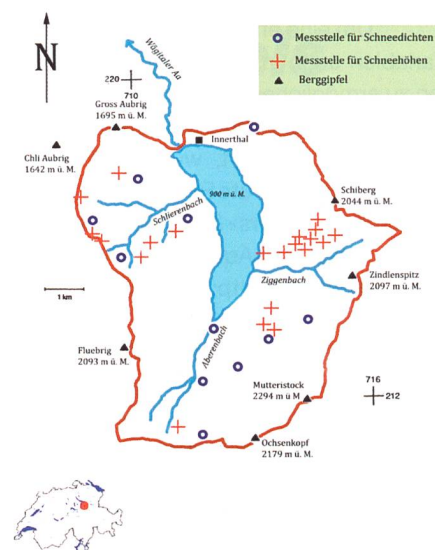 N
Wägitaler Aa
220
710
Gross Aubrig
1695 m ü. M.
Messstelle für Schneedichten
Messstelle für Schneehöhen
Berggipfel
Innerthal
Chli Aubrig
1642 m ü. M.
900 m ü. M.
Schlierenbach
Schiberg
2044 m ü. M.
Ziggenbach
Zindlenspitz
2097 m ü. M.
1 km
Aberenbach
Fluebrig
2093 m ü. M.
Mutteristock
2294 m ü M
716
212
Ochsenkopf
2179 m ü. M.